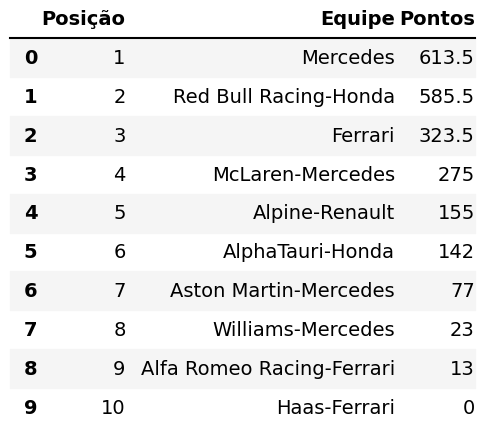 Posição Equipe Pontos
0 1 Mercedes 613.5
1 2 Red Bull Racing-Honda 585.5
2 3 Ferrari 323.5
3 4 McLaren-Mercedes 275
4 5 Alpine-Renault 155
5 6 AlphaTauri-Honda 142
6 7 Aston Martin-Mercedes 77
7 8 Williams-Mercedes 23
8 9 Alfa Romeo Racing-Ferrari 13
9 10 Haas-Ferrari 0